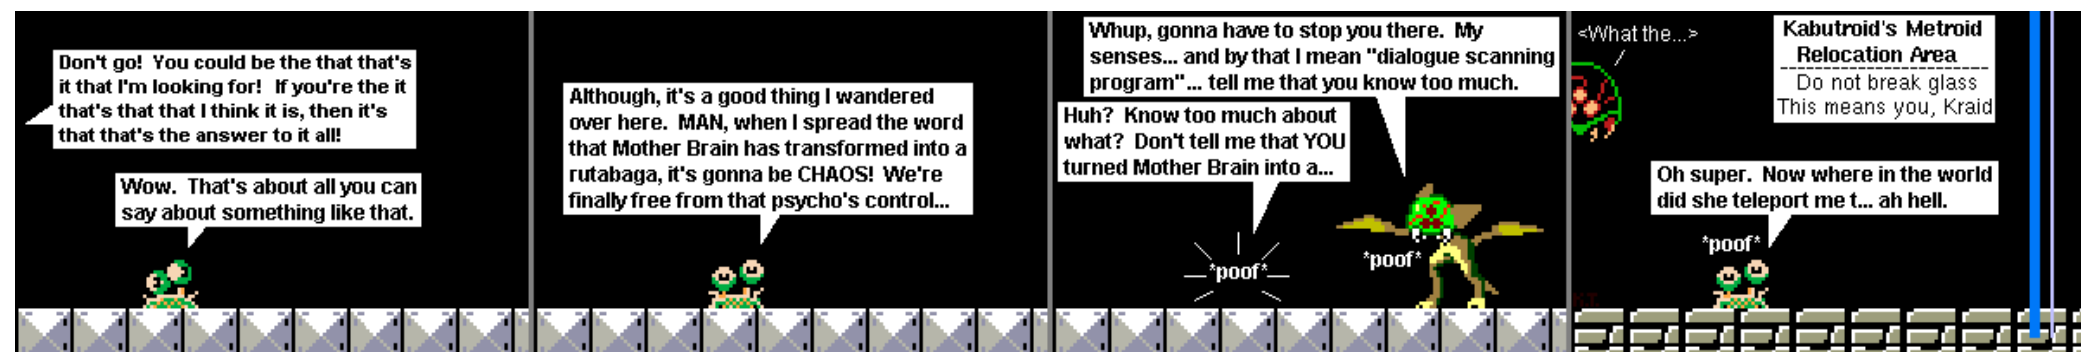 Don't go!  You could be the that that's
it that I'm looking for!  If you're the it
that's that that I think it is, then it's
that that's the answer to it all!
Wow.  That's about all you can
say about something like that.
Although, it's a good thing I wandered
over here.  MAN, when I spread the word
that Mother Brain has transformed into a
rutabaga, it's gonna be CHAOS!  We're
finally free from that psycho's control...
Whup, gonna have to stop you there.  My
senses... and by that I mean "dialogue scanning
program"... tell me that you know too much.
Huh?  Know too much about
what?  Don't tell me that YOU
turned Mother Brain into a...
*poof*
*poof*
<What the...>
Kabutroid's Metroid
Relocation Area
Do not break glass
This means you, Kraid
Oh super.  Now where in the world
did she teleport me t... ah hell.
*poof*